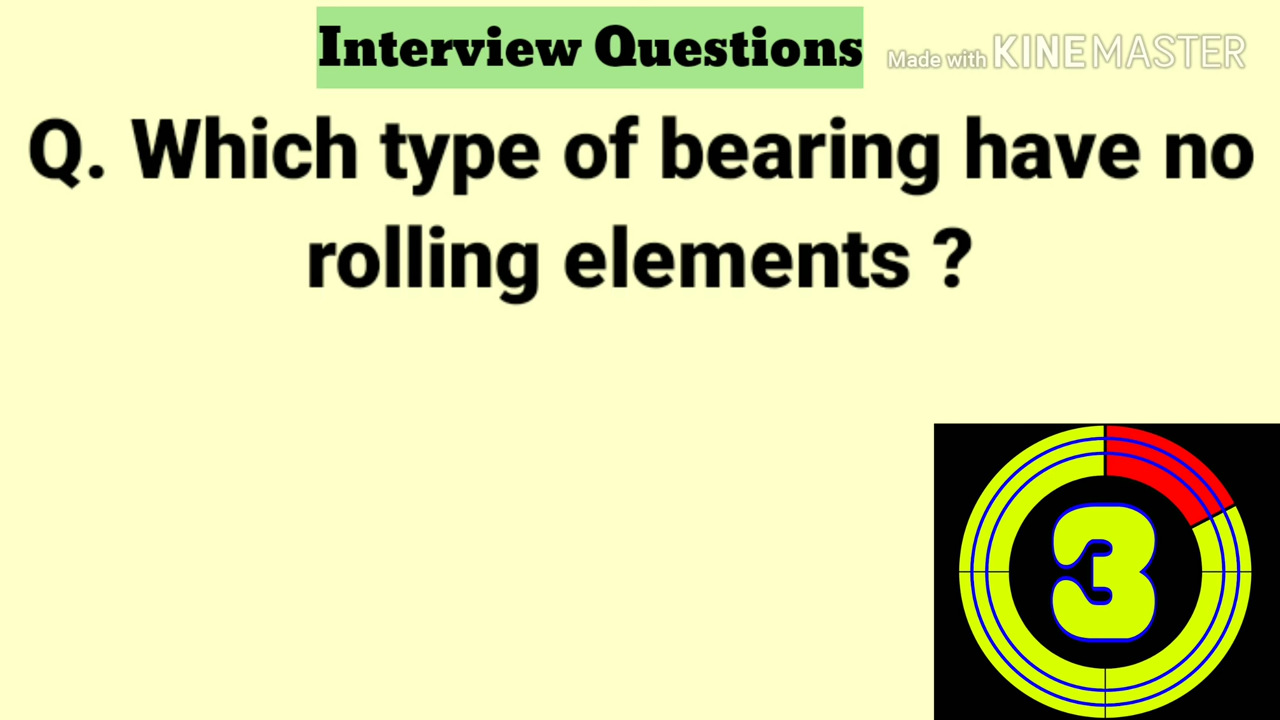 Interview Questions
Made with KINEMASTER
Q. Which type of bearing have no
rolling elements ?
3